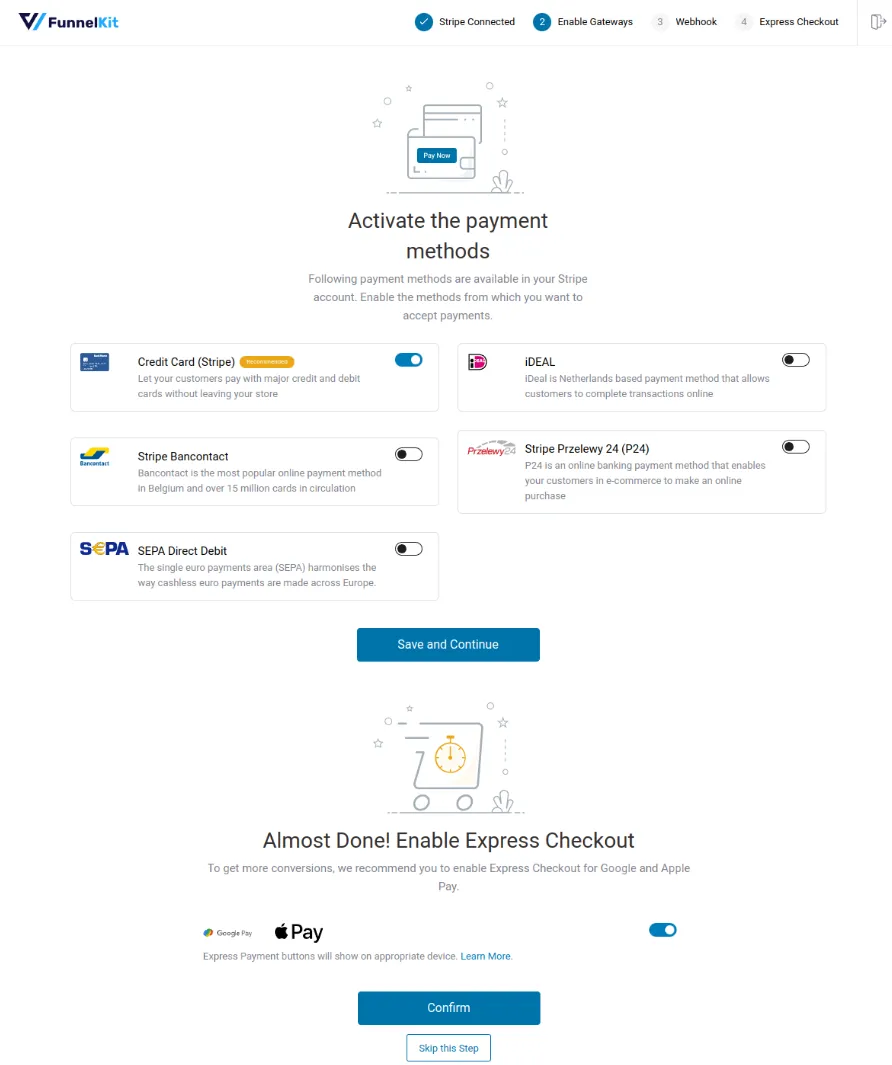 FunnelKit
Stripe Connected
2 Enable Gateways
3 Webhook
4 Express Checkout
Pay Now
Activate the payment
methods
Following payment methods are available in your Stripe
account. Enable the methods from which you want to
accept payments.
Credit Card (Stripe) Recommended
Let your customers pay with major credit and debit
cards without leaving your store
iDEAL
iDEAL
iDeal is Netherlands based payment method that allows
customers to complete transactions online
Bancontact
Stripe Bancontact
Bancontact is the most popular online payment method
in Belgium and over 15 million cards in circulation
Przelewy24
Stripe Przelewy 24 (P24)
P24 is an online banking payment method that enables
your customers in e-commerce to make an online
purchase
S€PA
SEPA Direct Debit
The single euro payments area (SEPA) harmonises the
way cashless euro payments are made across Europe.
Save and Continue
Almost Done! Enable Express Checkout
To get more conversions, we recommend you to enable Express Checkout for Google and Apple
Pay.
Google Pay
Pay
Express Payment buttons will show on appropriate device. Learn More.
Confirm
Skip this Step